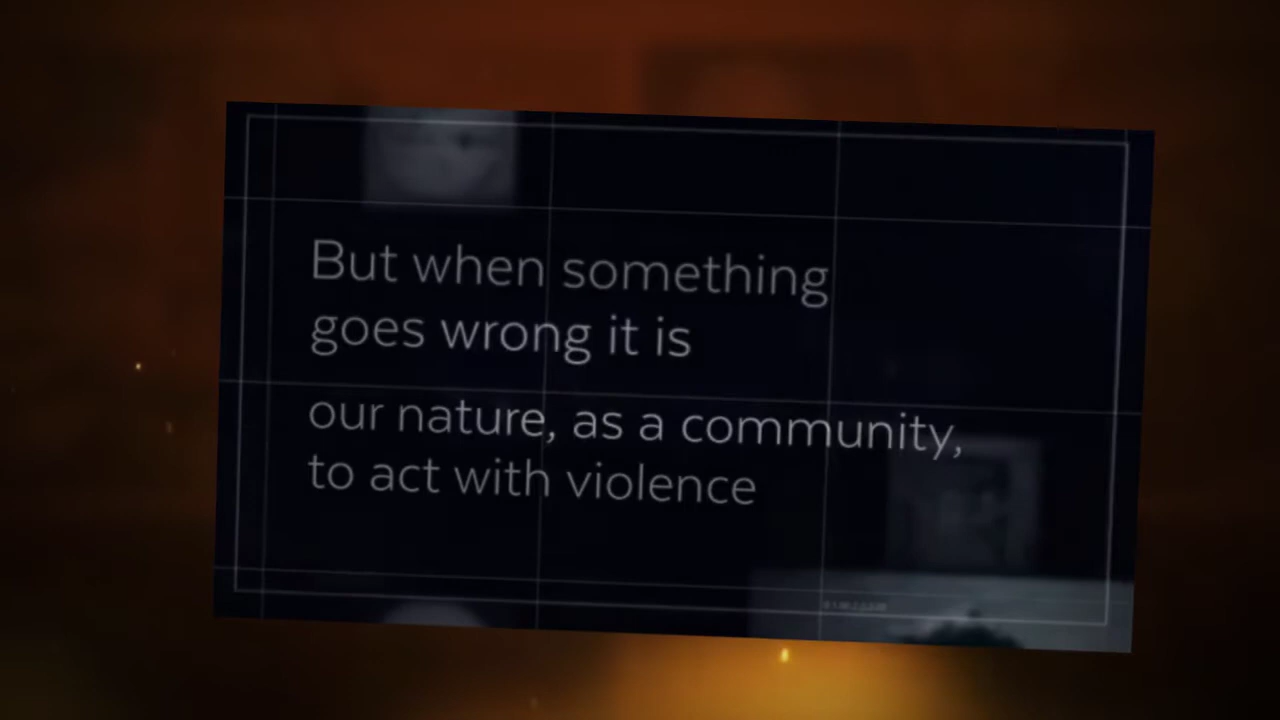 But when something
goes wrong it is
our nature, as a community,
to act with violence